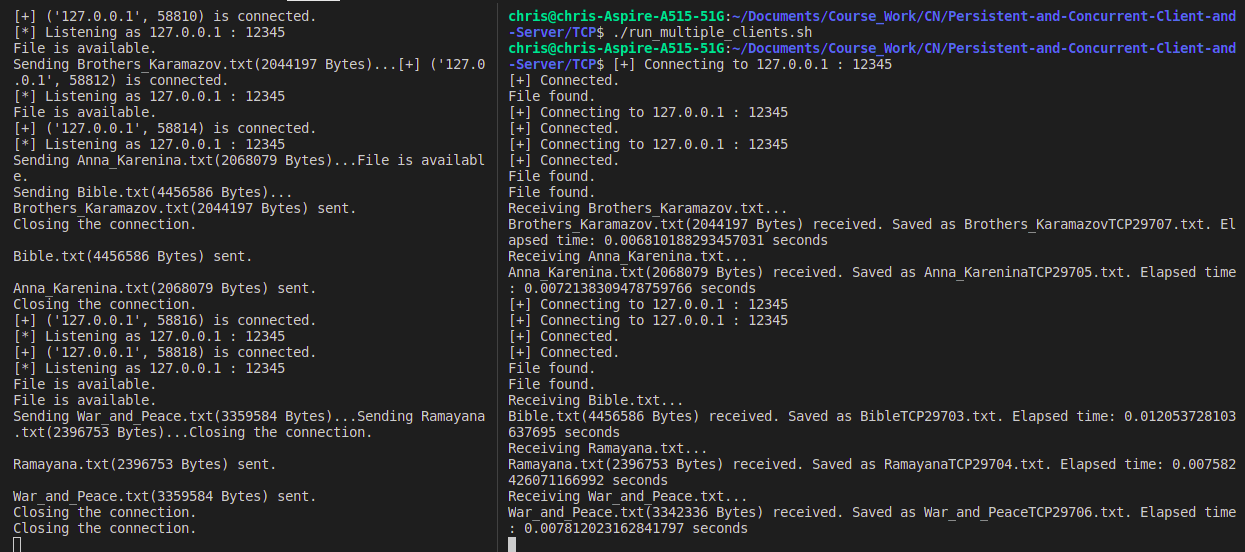 [+] ('127.0.0.1', 58810) is connected.
[*] Listening as 127.0.0.1 : 12345
File is available.
Sending Brothers_Karamazov.txt(2044197 Bytes)...[+] ('127.0
.0.1', 58812) is connected.
[*] Listening as 127.0.0.1 : 12345
File is available.
[+] ('127.0.0.1', 58814) is connected.
[*] Listening as 127.0.0.1 : 12345
Sending Anna_Karenina.txt(2068079 Bytes)...File is availabl
e.
Sending Bible.txt(4456586 Bytes)...
Brothers_Karamazov.txt(2044197 Bytes) sent.
Closing the connection.
Bible.txt(4456586 Bytes) sent.
Anna_Karenina.txt(2068079 Bytes) sent.
Closing the connection.
[+] ('127.0.0.1', 58816) is connected.
[*] Listening as 127.0.0.1 : 12345
[+] ('127.0.0.1', 58818) is connected.
[*] Listening as 127.0.0.1 : 12345
File is available.
File is available.
Sending War_and_Peace.txt(3359584 Bytes)...Sending Ramayana
.txt(2396753 Bytes)...Closing the connection.
Ramayana.txt(2396753 Bytes) sent.
War_and_Peace.txt(3359584 Bytes) sent.
Closing the connection.
Closing the connection.
chris@chris-Aspire-A515-51G:~/Documents/Course_Work/CN/Persistent-and-Concurrent-Client-and
-Server/TCP$ ./run_multiple_clients.sh
chris@chris-Aspire-A515-51G:~/Documents/Course_Work/CN/Persistent-and-Concurrent-Client-and
-Server/TCP$ [+] Connecting to 127.0.0.1 : 12345
[+] Connected.
File found.
[+] Connecting to 127.0.0.1 : 12345
[+] Connected.
[+] Connecting to 127.0.0.1 : 12345
[+] Connected.
File found.
File found.
Receiving Brothers_Karamazov.txt...
Brothers_Karamazov.txt(2044197 Bytes) received. Saved as Brothers_KaramazovTCP29707.txt. El
apsed time: 0.006810188293457031 seconds
Receiving Anna_Karenina.txt...
Anna_Karenina.txt(2068079 Bytes) received. Saved as Anna_KareninaTCP29705.txt. Elapsed time
: 0.0072138309478759766 seconds
[+] Connecting to 127.0.0.1 : 12345
[+] Connecting to 127.0.0.1 : 12345
[+] Connected.
[+] Connected.
File found.
File found.
Receiving Bible.txt...
Bible.txt(4456586 Bytes) received. Saved as BibleTCP29703.txt. Elapsed time: 0.012053728103
637695 seconds
Receiving Ramayana.txt...
Ramayana.txt(2396753 Bytes) received. Saved as RamayanaTCP29704.txt. Elapsed time: 0.007582
426071166992 seconds
Receiving War_and_Peace.txt...
War_and_Peace.txt(3342336 Bytes) received. Saved as War_and_PeaceTCP29706.txt. Elapsed time
: 0.007812023162841797 seconds